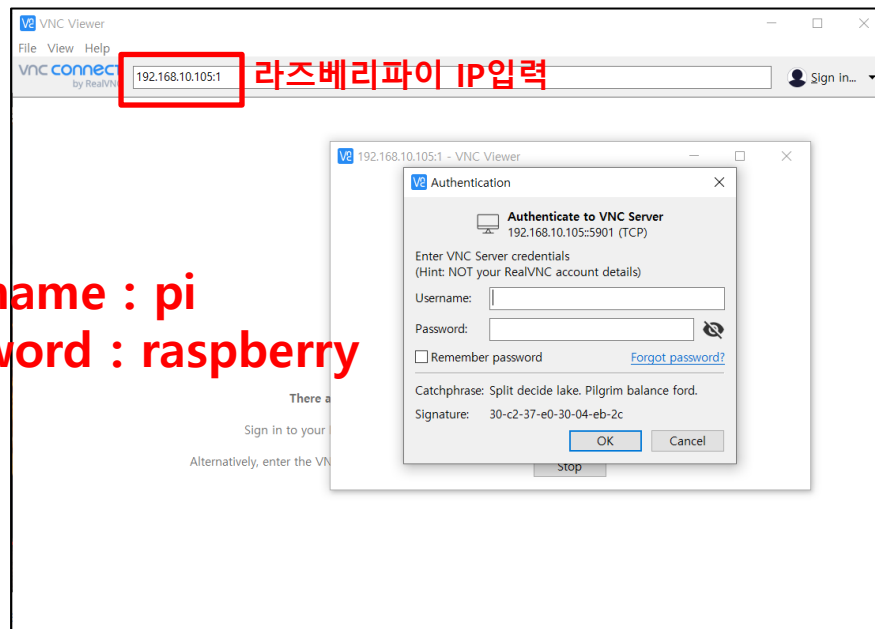 VNC Viewer
File View Help
VNC CONNECT
by RealVNC
192.168.10.105:1
라즈베리파이 IP입력
Sign in...
192.168.10.105:1 - VNC Viewer
Authentication
Authenticate to VNC Server
192.168.10.105::5901 (TCP)
Enter VNC Server credentials
(Hint: NOT your RealVNC account details)
name : pi
Username:
Password:
word : raspberry
Remember password
Forgot password?
There a
Catchphrase: Split decide lake. Pilgrim balance ford.
Signature: 30-c2-37-e0-30-04-eb-2c
Sign in to your
OK
Cancel
Alternatively, enter the VN
Stop